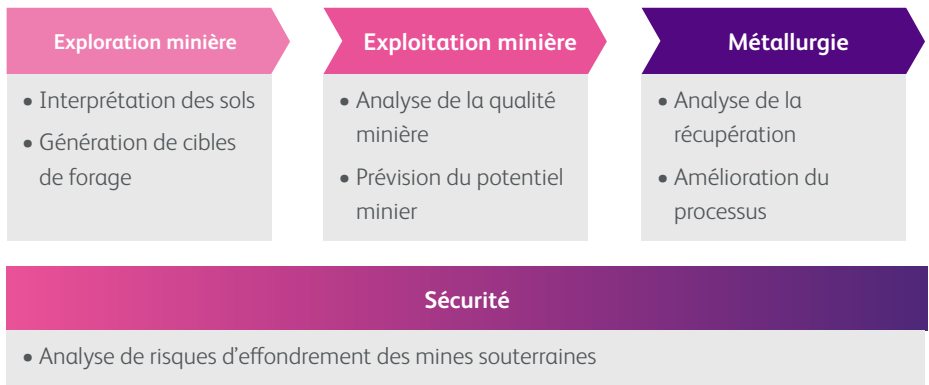 Exploration minière
• Interprétation des sols
• Génération de cibles
de forage
Exploitation minière
• Analyse de la qualité
minière
• Prévision du potentiel
minier
Métallurgie
• Analyse de la
récupération
• Amélioration du
processus
Sécurité
• Analyse de risques d’effondrement des mines souterraines